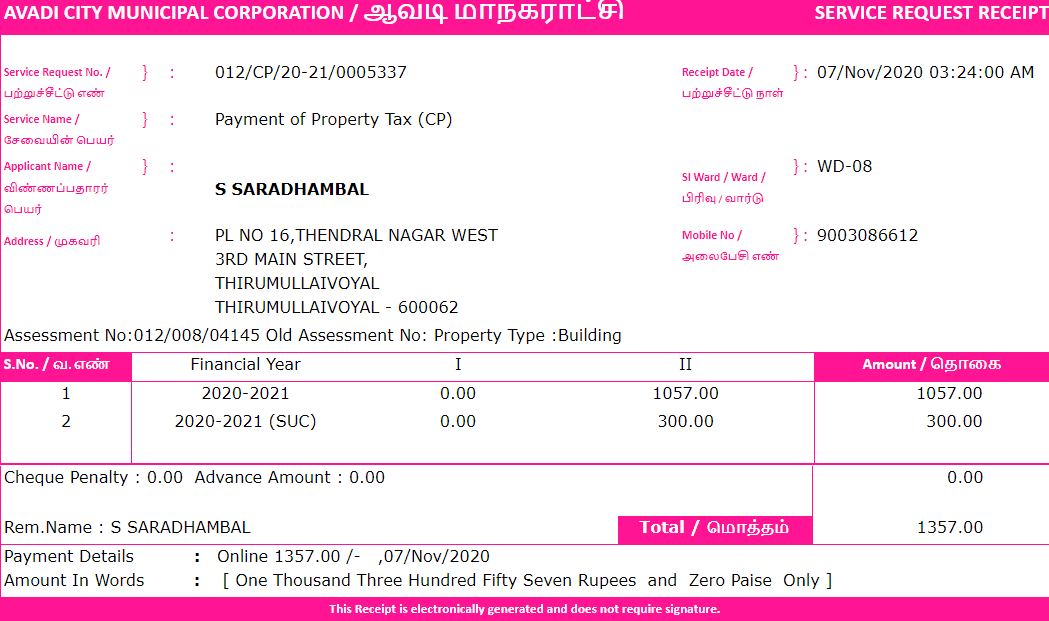 AVADI CITY MUNICIPAL CORPORATION / ஆவடி மாநகராட்சி SERVICE REQUEST RECEIPT
Service Request No. / } : 012/CP/20-21/0005337 Receipt Date / } : 07/Nov/2020 03:24:00 AM
பற்றுச்சீட்டு எண் பற்றுச்சீட்டு நாள்
Service Name / } : Payment of Property Tax (CP)
சேவையின் பெயர்
Applicant Name / } : SI Ward / Ward / } : WD-08
விண்ணப்பதாரர் S SARADHAMBAL பிரிவு / வார்டு
பெயர்
Address / முகவரி : PL NO 16,THENDRAL NAGAR WEST Mobile No / } : 9003086612
3RD MAIN STREET, அலைபேசி எண்
THIRUMULLAIVOYAL
THIRUMULLAIVOYAL - 600062
Assessment No:012/008/04145 Old Assessment No: Property Type :Building
S.No. / வ.எண் Financial Year I II Amount / தொகை
1 2020-2021 0.00 1057.00 1057.00
2 2020-2021 (SUC) 0.00 300.00 300.00
Cheque Penalty : 0.00 Advance Amount : 0.00 0.00
Rem.Name : S SARADHAMBAL Total / மொத்தம் 1357.00
Payment Details : Online 1357.00 /- ,07/Nov/2020
Amount In Words : [ One Thousand Three Hundred Fifty Seven Rupees and Zero Paise Only ]
This Receipt is electronically generated and does not require signature.